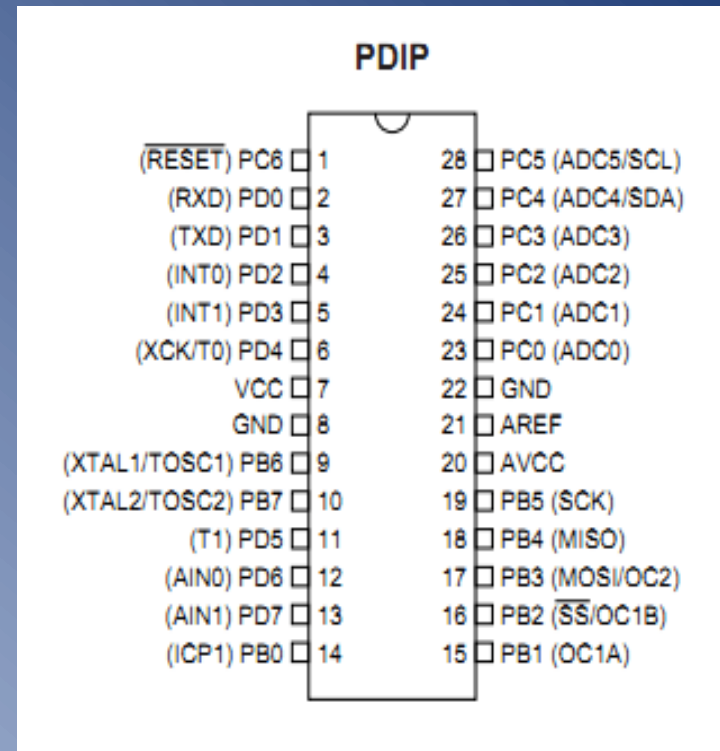 PDIP
(RESET) PC6 1 28 PC5 (ADC5/SCL)
(RXD) PD0 2 27 PC4 (ADC4/SDA)
(TXD) PD1 3 26 PC3 (ADC3)
(INT0) PD2 4 25 PC2 (ADC2)
(INT1) PD3 5 24 PC1 (ADC1)
(XCK/T0) PD4 6 23 PC0 (ADC0)
VCC 7 22 GND
GND 8 21 AREF
(XTAL1/TOSC1) PB6 9 20 AVCC
(XTAL2/TOSC2) PB7 10 19 PB5 (SCK)
(T1) PD5 11 18 PB4 (MISO)
(AIN0) PD6 12 17 PB3 (MOSI/OC2)
(AIN1) PD7 13 16 PB2 (SS/OC1B)
(ICP1) PB0 14 15 PB1 (OC1A)